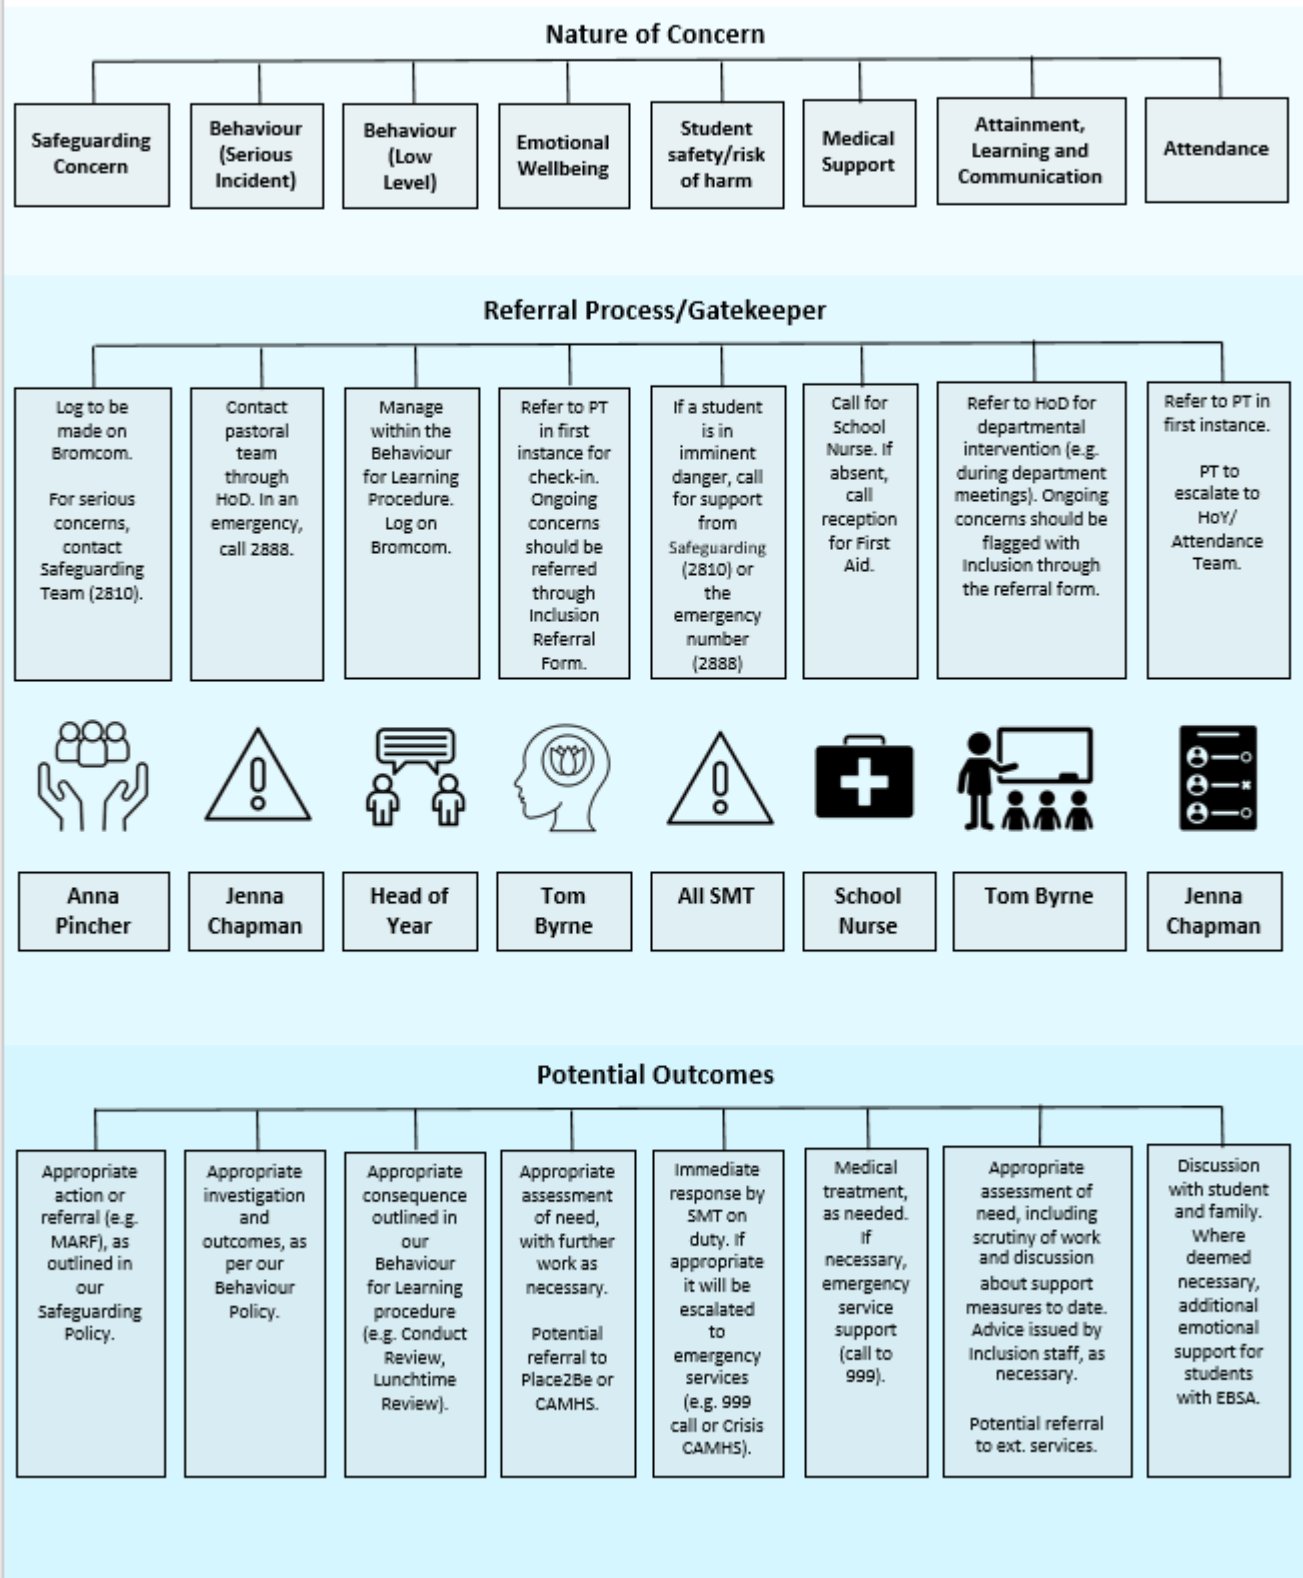 Nature of Concern
Safeguarding
Concern
Behaviour
(Serious
Incident)
Behaviour
(Low
Level)
Emotional
Wellbeing
Student
safety/risk
of harm
Medical
Support
Attainment,
Learning and
Communication
Attendance
Referral Process/Gatekeeper
Log to be
made on
Bromcom.
For serious
concerns,
contact
Safeguarding
Team (2810).
Contact
pastoral
team
through
HoD. In an
emergency,
call 2888.
Manage
within the
Behaviour
for Learning
Procedure.
Log on
Bromcom.
Refer to PT
in first
instance for
check-in.
Ongoing
concerns
should be
referred
through
Inclusion
Referral
Form.
If a student
is in
imminent
danger, call
for support
from
Safeguarding
(2810) or
the
emergency
number
(2888)
Call for
School
Nurse. If
absent,
call
reception
for First
Aid.
Refer to HoD for
departmental
intervention (e.g.
during department
meetings). Ongoing
concerns should be
flagged with
Inclusion through
the referral form.
Refer to PT in
first instance.
PT to
escalate to
HoY/
Attendance
Team.
Anna
Pincher
Jenna
Chapman
Head of
Year
Tom
Byrne
All SMT
School
Nurse
Tom Byrne
Jenna
Chapman
Potential Outcomes
Appropriate
action or
referral (e.g.
MARF), as
outlined in
our
Safeguarding
Policy.
Appropriate
investigation
and
outcomes, as
per our
Behaviour
Policy.
Appropriate
consequence
outlined in
our
Behaviour
for Learning
procedure
(e.g. Conduct
Review,
Lunchtime
Review).
Appropriate
assessment
of need,
with further
work as
necessary.
Potential
referral to
Place2Be or
CAMHS.
Immediate
response by
SMT on
duty. If
appropriate
it will be
escalated
to
emergency
services
(e.g. 999
call or Crisis
CAMHS).
Medical
treatment,
as needed.
If
necessary,
emergency
service
support
(call to
999).
Appropriate
assessment of
need, including
scrutiny of work
and discussion
about support
measures to date.
Advice issued by
Inclusion staff, as
necessary.
Potential referral
to ext. services.
Discussion
with student
and family.
Where
deemed
necessary,
additional
emotional
support for
students
with EBSA.